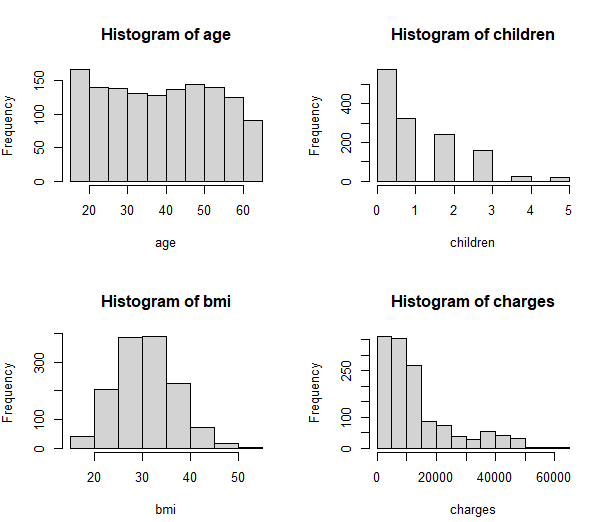 Histogram of age
Frequency
0 50 100 150
20 30 40 50 60
age
Histogram of children
Frequency
0 200 400
0 1 2 3 4 5
children
Histogram of bmi
Frequency
0 100 300
20 30 40 50
bmi
Histogram of charges
Frequency
0 100 250
0 20000 40000 60000
charges